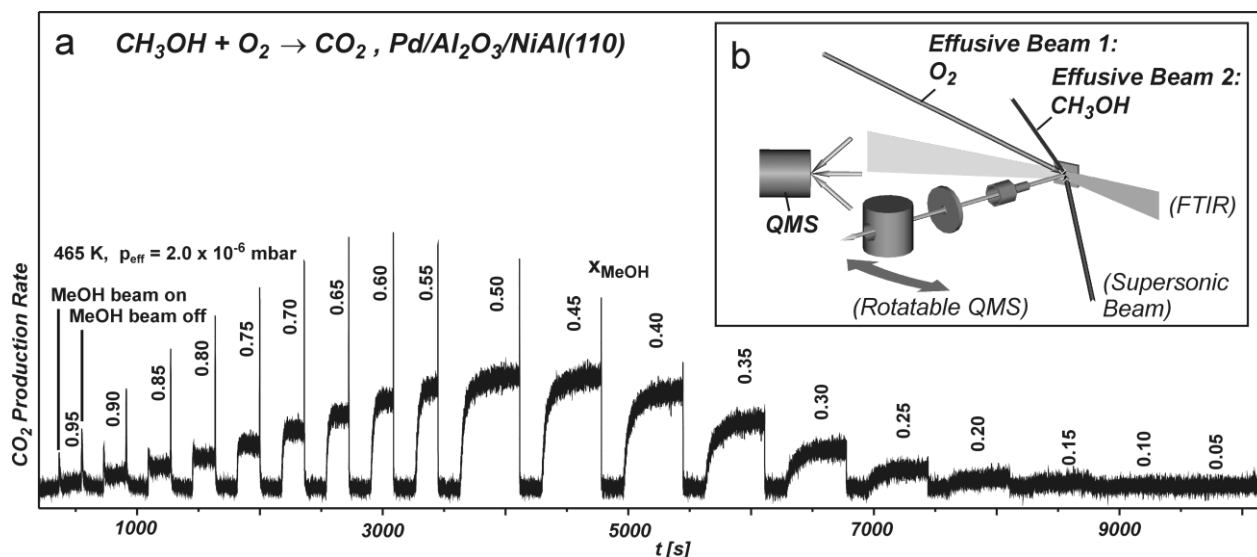 a CH₃OH + O₂ → CO₂ , Pd/Al₂O₃/NiAl(110)
465 K, p_eff = 2.0 x 10⁻⁶ mbar
MeOH beam on
MeOH beam off
x_MeOH
0.95
0.90
0.85
0.80
0.75
0.70
0.65
0.60
0.55
0.50
0.45
0.40
0.35
0.30
0.25
0.20
0.15
0.10
0.05
CO₂ Production Rate
1000
3000
5000
7000
9000
t [s]
b
Effusive Beam 1:
O₂
Effusive Beam 2:
CH₃OH
QMS
(FTIR)
(Supersonic
Beam)
(Rotatable QMS)